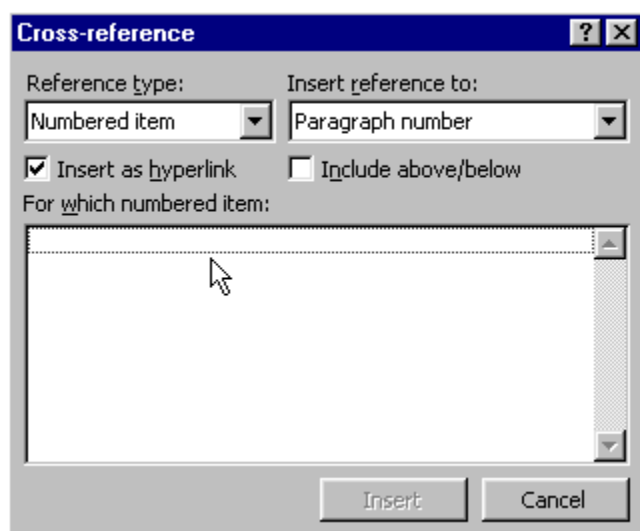 Cross-reference
Reference type: Insert reference to:
Numbered item Paragraph number
Insert as hyperlink Include above/below
For which numbered item:
Insert Cancel